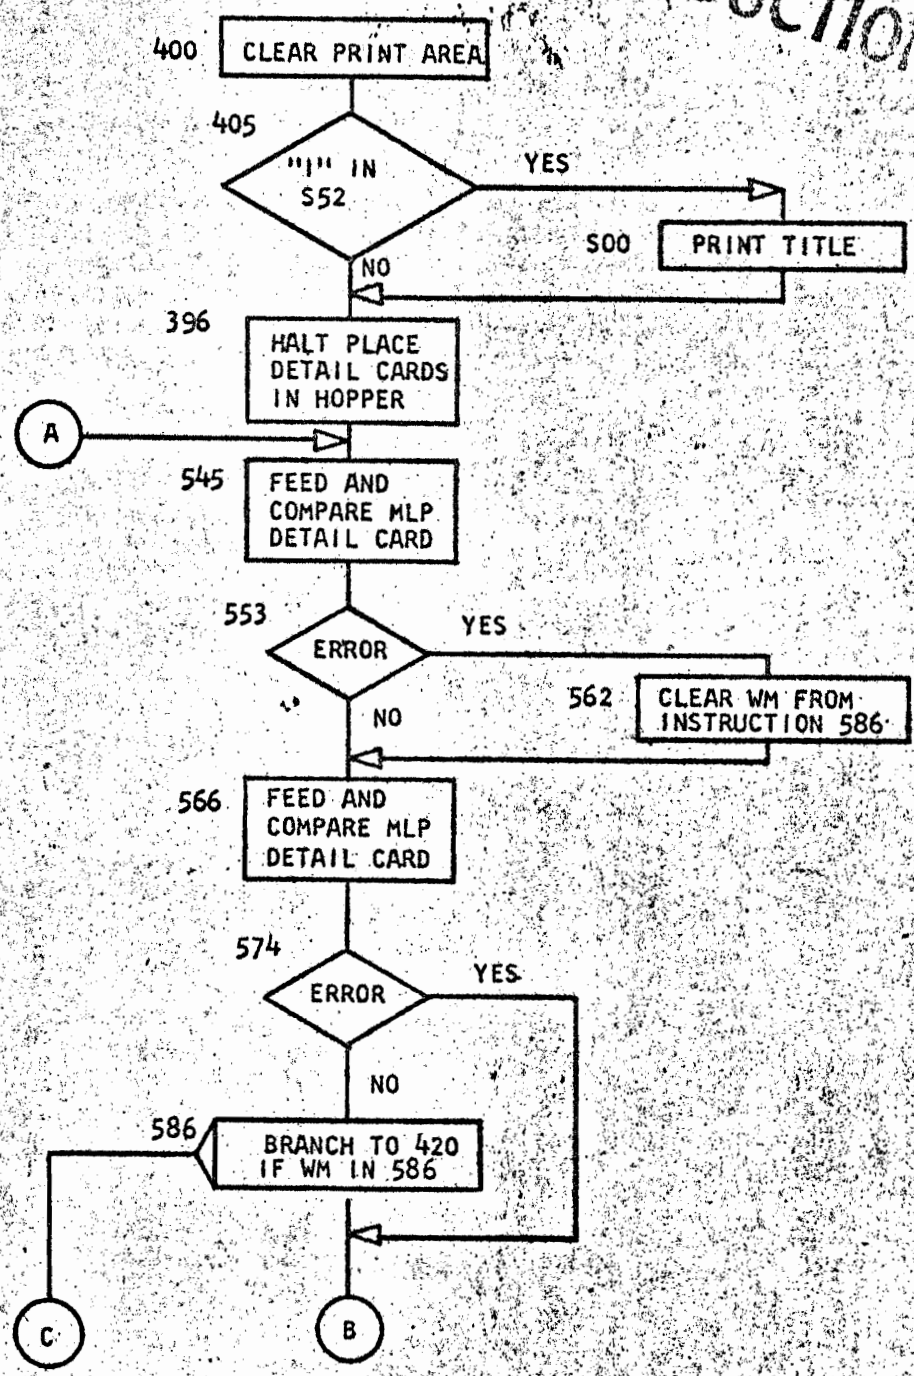 400 CLEAR PRINT AREA
405
"1" IN
S52
YES
S00 PRINT TITLE
NO
396
HALT PLACE
DETAIL CARDS
IN HOPPER
A
545 FEED AND
COMPARE MLP
DETAIL CARD
553
YES
ERROR
562 CLEAR WM FROM
INSTRUCTION 586
NO
566 FEED AND
COMPARE MLP
DETAIL CARD
574
YES
ERROR
NO
586
BRANCH TO 420
IF WM IN 586
C
B